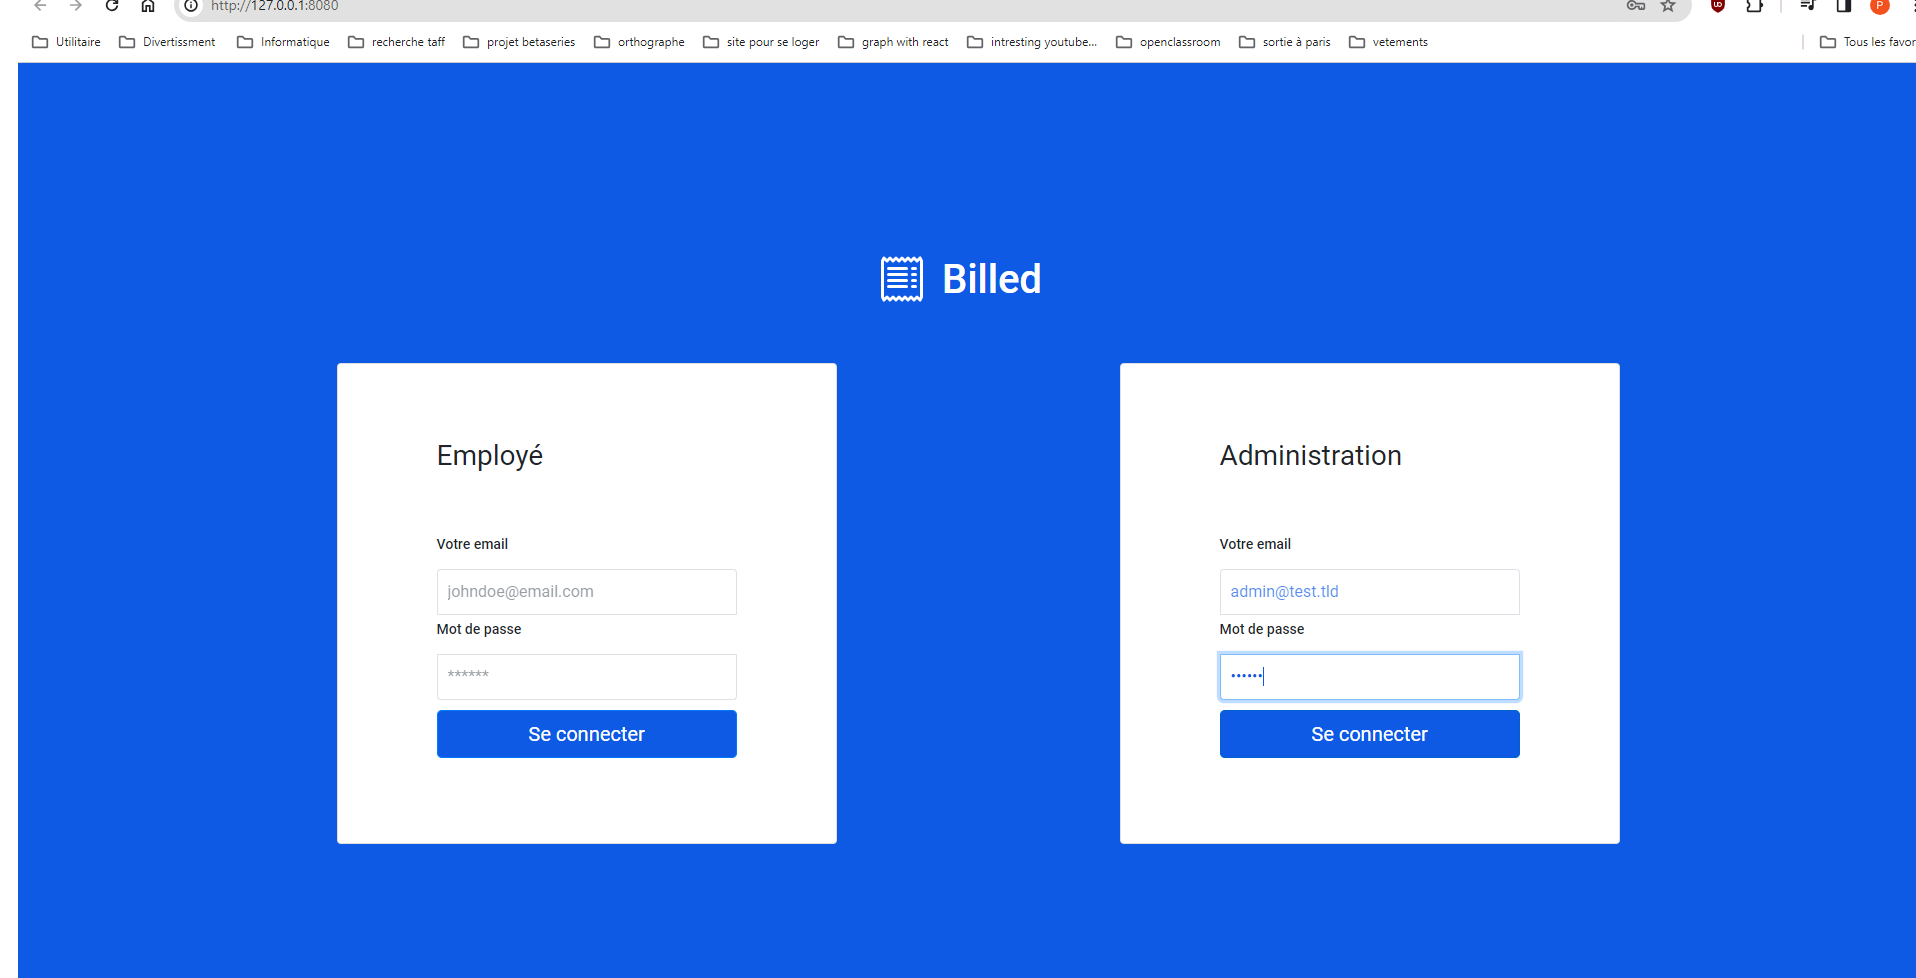 http://127.0.0.1:8080
Utilitaire Divertissment Informatique recherche taff projet betaseries orthographe site pour se loger graph with react intresting youtube... openclassroom sortie à paris vetements Tous les favor
Billed
Employé
Votre email
johndoe@email.com
Mot de passe
******
Se connecter
Administration
Votre email
admin@test.tld
Mot de passe
••••••
Se connecter